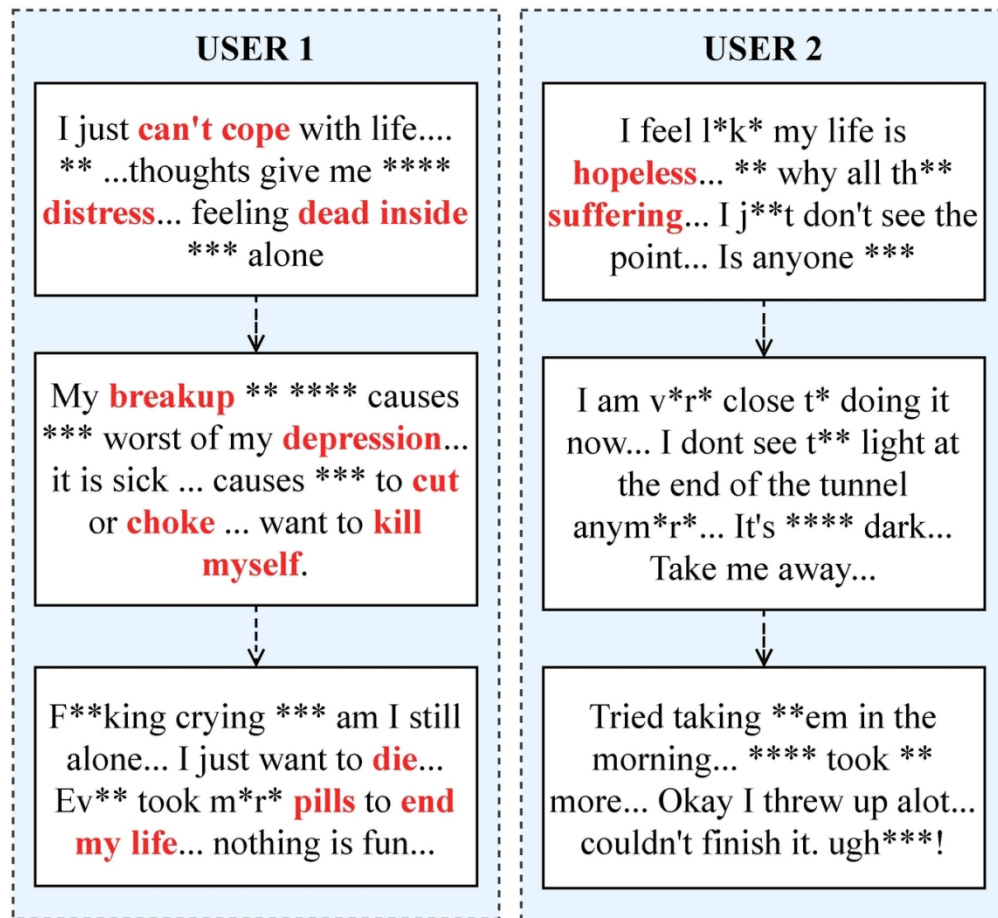 USER 1
I just can't cope with life....
** ...thoughts give me ****
distress... feeling dead inside
*** alone
My breakup ** **** causes
*** worst of my depression...
it is sick ... causes *** to cut
or choke ... want to kill
myself.
F**king crying *** am I still
alone... I just want to die...
Ev** took m*r* pills to end
my life... nothing is fun...
USER 2
I feel l*k* my life is
hopeless... ** why all th**
suffering... I j**t don't see the
point... Is anyone ***
I am v*r* close t* doing it
now... I dont see t** light at
the end of the tunnel
anym*r*... It's **** dark...
Take me away...
Tried taking **em in the
morning... **** took **
more... Okay I threw up alot...
couldn't finish it. ugh***!